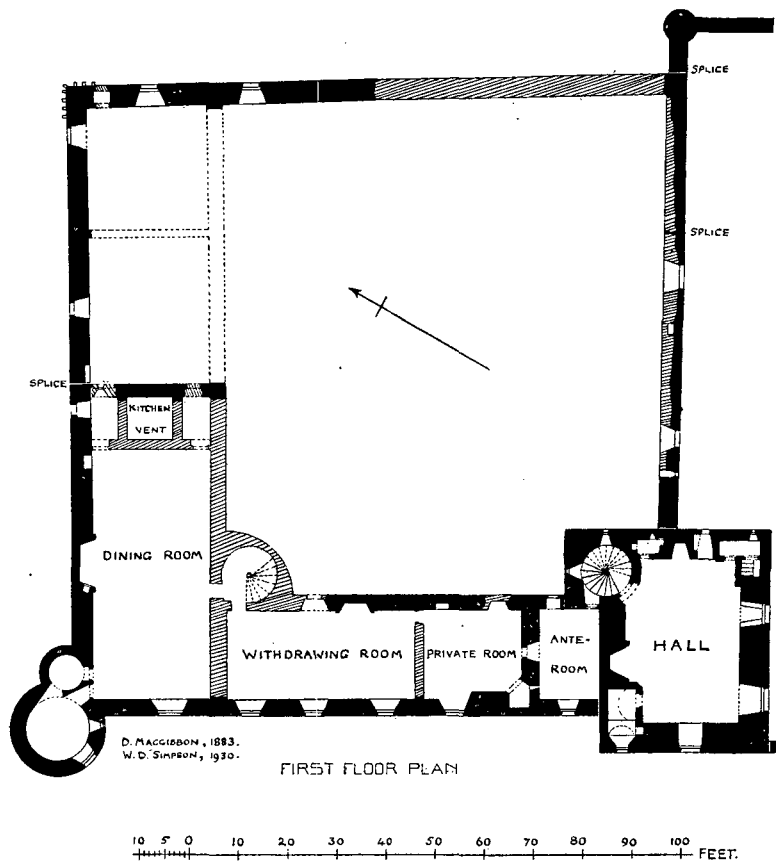 SPLICE
SPLICE
SPLICE
KITCHEN
VENT
DINING ROOM
WITHDRAWING ROOM
PRIVATE ROOM
ANTE-
ROOM
HALL
D. MACGIBBON, 1883.
W. D. SIMPSON, 1930.
FIRST FLOOR PLAN
10 5 0 10 20 30 40 50 60 70 80 90 100 FEET.